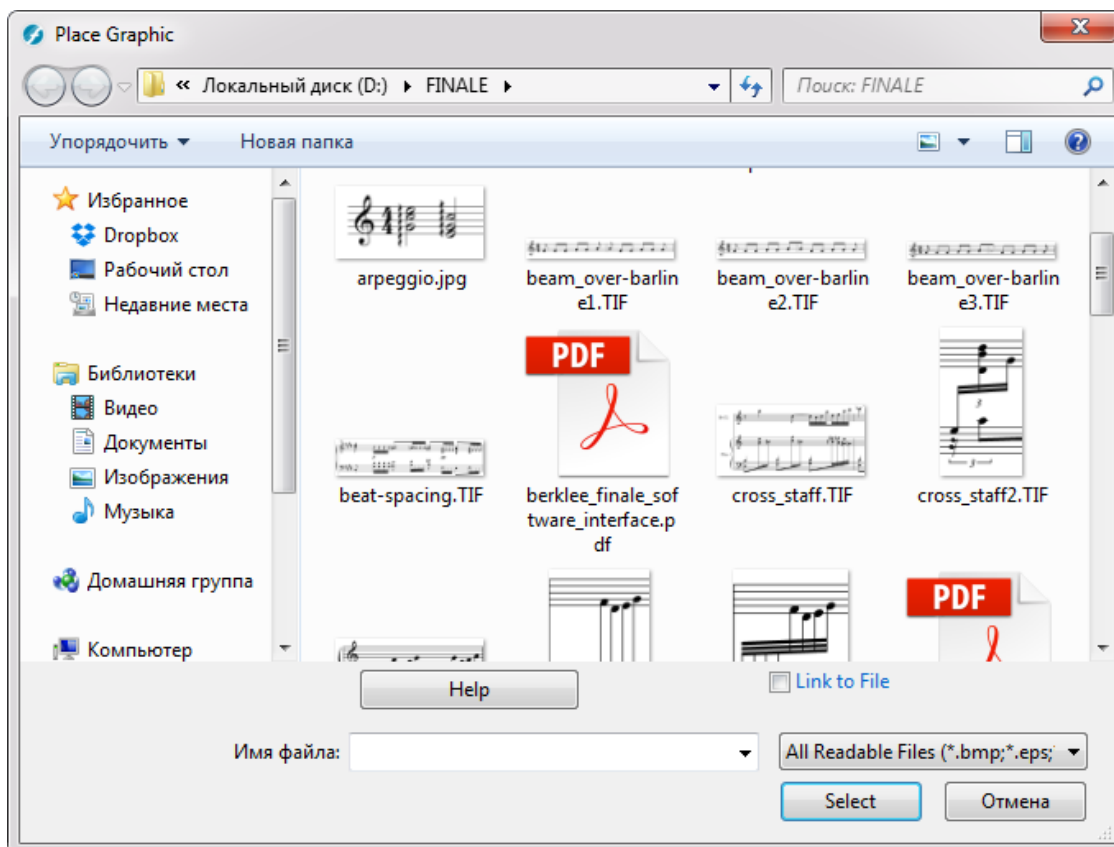 Place Graphic
« Локальный диск (D:) ▸ FINALE ▸
Поиск: FINALE
Упорядочить
Новая папка
Избранное
Dropbox
Рабочий стол
Недавние места
Библиотеки
Видео
Документы
Изображения
Музыка
Домашняя группа
Компьютер
arpeggio.jpg
beam_over-barlin
e1.TIF
beam_over-barlin
e2.TIF
beam_over-barlin
e3.TIF
beat-spacing.TIF
PDF
berklee_finale_sof
tware_interface.p
df
cross_staff.TIF
cross_staff2.TIF
PDF
Help
Link to File
Имя файла:
All Readable Files (*.bmp;*.eps;
Select
Отмена